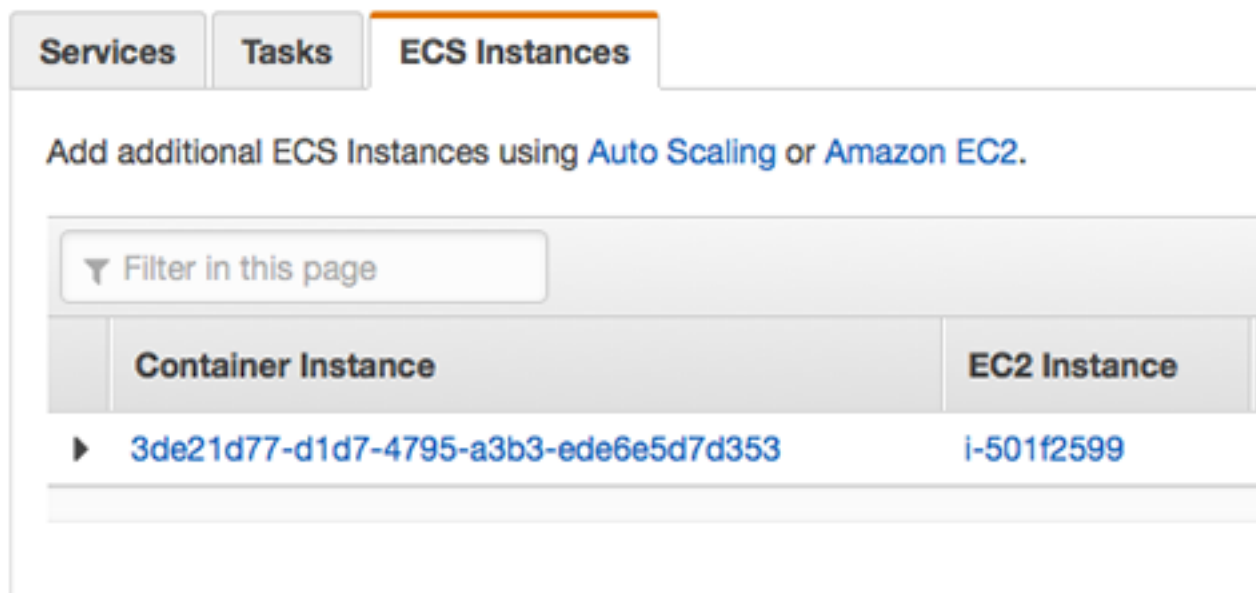 Services Tasks ECS Instances
Add additional ECS Instances using Auto Scaling or Amazon EC2.
Filter in this page
Container Instance EC2 Instance
3de21d77-d1d7-4795-a3b3-ede6e5d7d353 i-501f2599